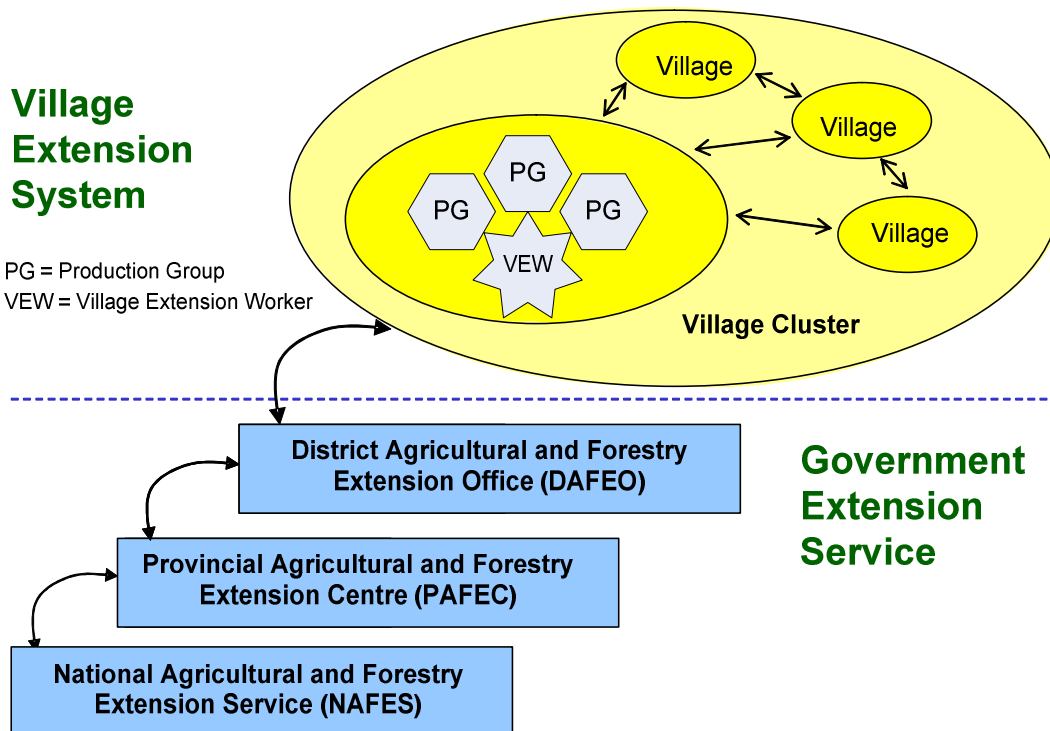 Village
Extension
System
PG = Production Group
VEW = Village Extension Worker
Village
Village
Village
PG
PG
PG
VEW
Village Cluster
District Agricultural and Forestry
Extension Office (DAFEO)
Government
Extension
Service
Provincial Agricultural and Forestry
Extension Centre (PAFEC)
National Agricultural and Forestry
Extension Service (NAFES)